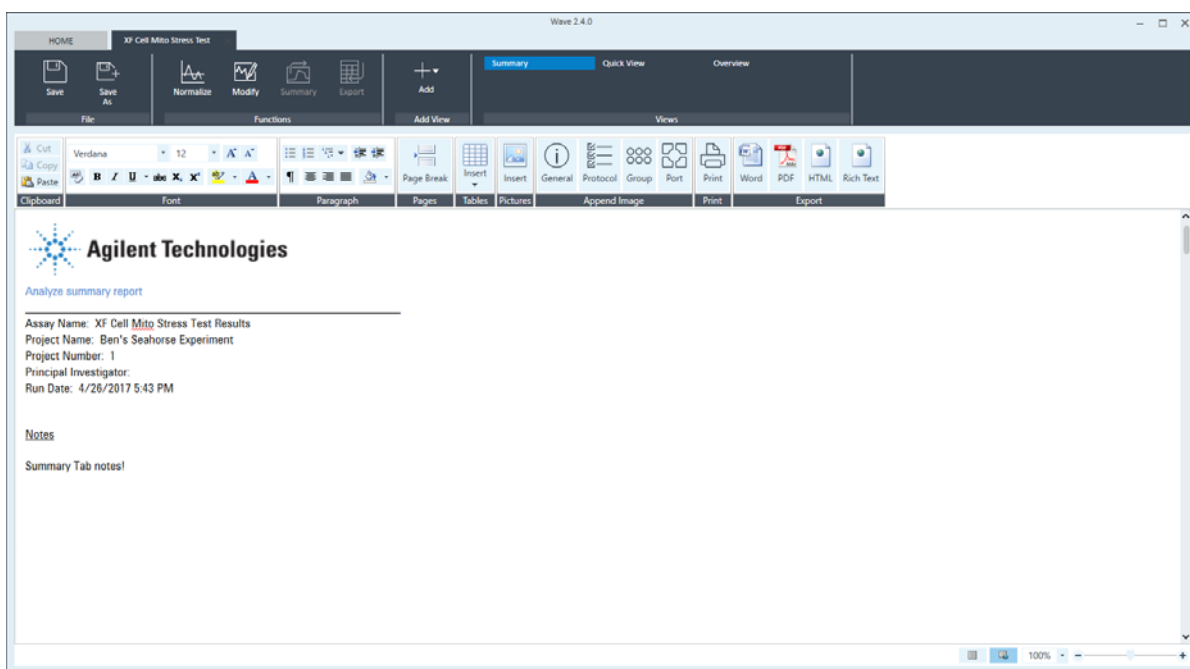 Wave 2.4.0
HOME
XF Cell Mito Stress Test
Save
Save As
Normalize
Modify
Summary
Export
Add
Summary
Quick View
Overview
File
Functions
Add View
Views
Cut
Copy
Paste
Verdana
12
A A
B I U abc X, X' A
Page Break
Insert
Insert
General
Protocol
Group
Port
Print
Word
PDF
HTML
Rich Text
Clipboard
Font
Paragraph
Pages
Tables
Pictures
Append Image
Print
Export
Agilent Technologies
Analyze summary report
Assay Name: XF Cell Mito Stress Test Results
Project Name: Ben's Seahorse Experiment
Project Number: 1
Principal Investigator:
Run Date: 4/26/2017 5:43 PM
Notes
Summary Tab notes!
100%